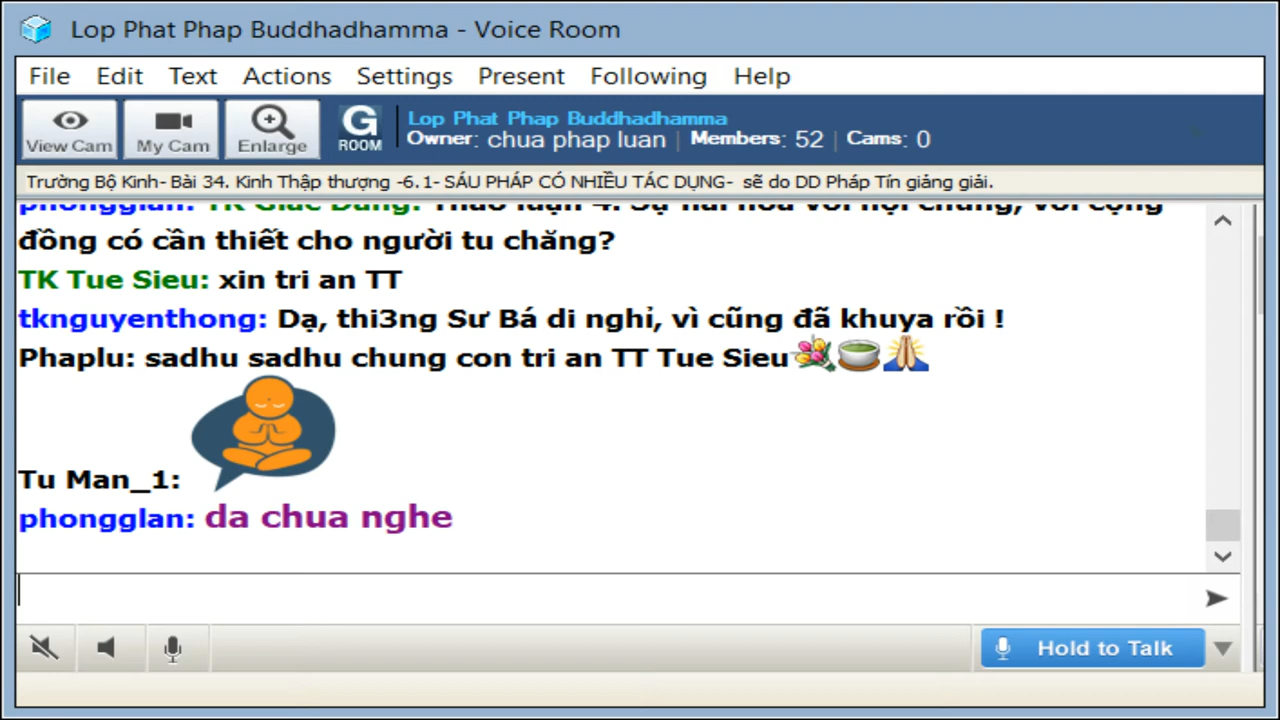 Lop Phat Phap Buddhadhamma - Voice Room
File Edit Text Actions Settings Present Following Help
View Cam My Cam Enlarge G ROOM
Lop Phat Phap Buddhadhamma
Owner: chua phap luan | Members: 52 | Cams: 0
Trường Bộ Kinh- Bài 34. Kinh Thập thượng -6.1- SÁU PHÁP CÓ NHIỀU TÁC DỤNG- sẽ do DD Pháp Tín giảng giải.
phongglan: TK Giac Dang: Thảo luận 4. Sự hài hoà với hội chúng, với cộng
đồng có cần thiết cho người tu chăng?
TK Tue Sieu: xin tri an TT
tknguyenthong: Dạ, thi3ng Sư Bá di nghỉ, vì cũng đã khuya rồi !
Phaplu: sadhu sadhu chung con tri an TT Tue Sieu
Tu Man_1:
phongglan: da chua nghe
Hold to Talk